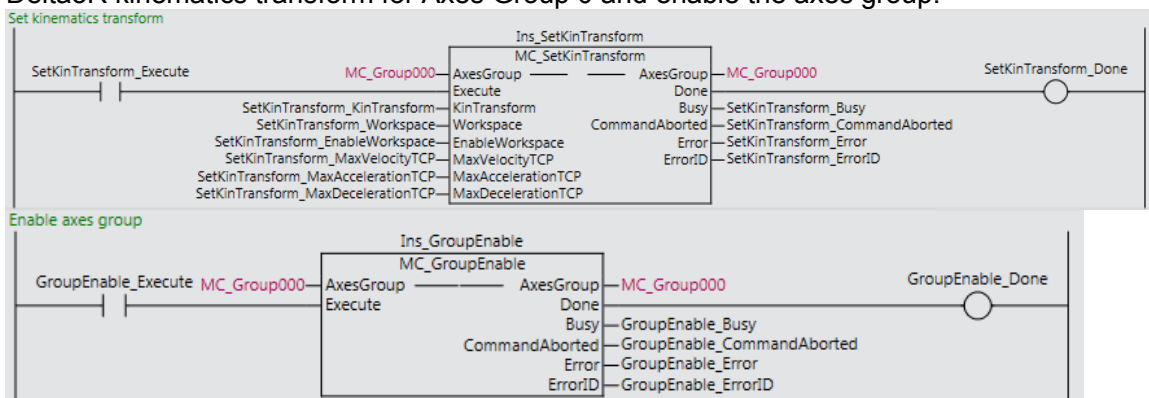 DeltaSR kinematics transform for Axes Group 0 and enable the axes group.
Set kinematics transform
Ins_SetKinTransform
MC_SetKinTransform
SetKinTransform_Execute MC_Group000 AxesGroup AxesGroup MC_Group000 SetKinTransform_Done
Execute Done
SetKinTransform_KinTransform KinTransform Busy SetKinTransform_Busy
SetKinTransform_Workspace Workspace CommandAborted SetKinTransform_CommandAborted
SetKinTransform_EnableWorkspace EnableWorkspace Error SetKinTransform_Error
SetKinTransform_MaxVelocityTCP MaxVelocityTCP ErrorID SetKinTransform_ErrorID
SetKinTransform_MaxAccelerationTCP MaxAccelerationTCP
SetKinTransform_MaxDecelerationTCP MaxDecelerationTCP
Enable axes group
Ins_GroupEnable
MC_GroupEnable
GroupEnable_Execute MC_Group000 AxesGroup AxesGroup MC_Group000 GroupEnable_Done
Execute Done
Busy GroupEnable_Busy
CommandAborted GroupEnable_CommandAborted
Error GroupEnable_Error
ErrorID GroupEnable_ErrorID